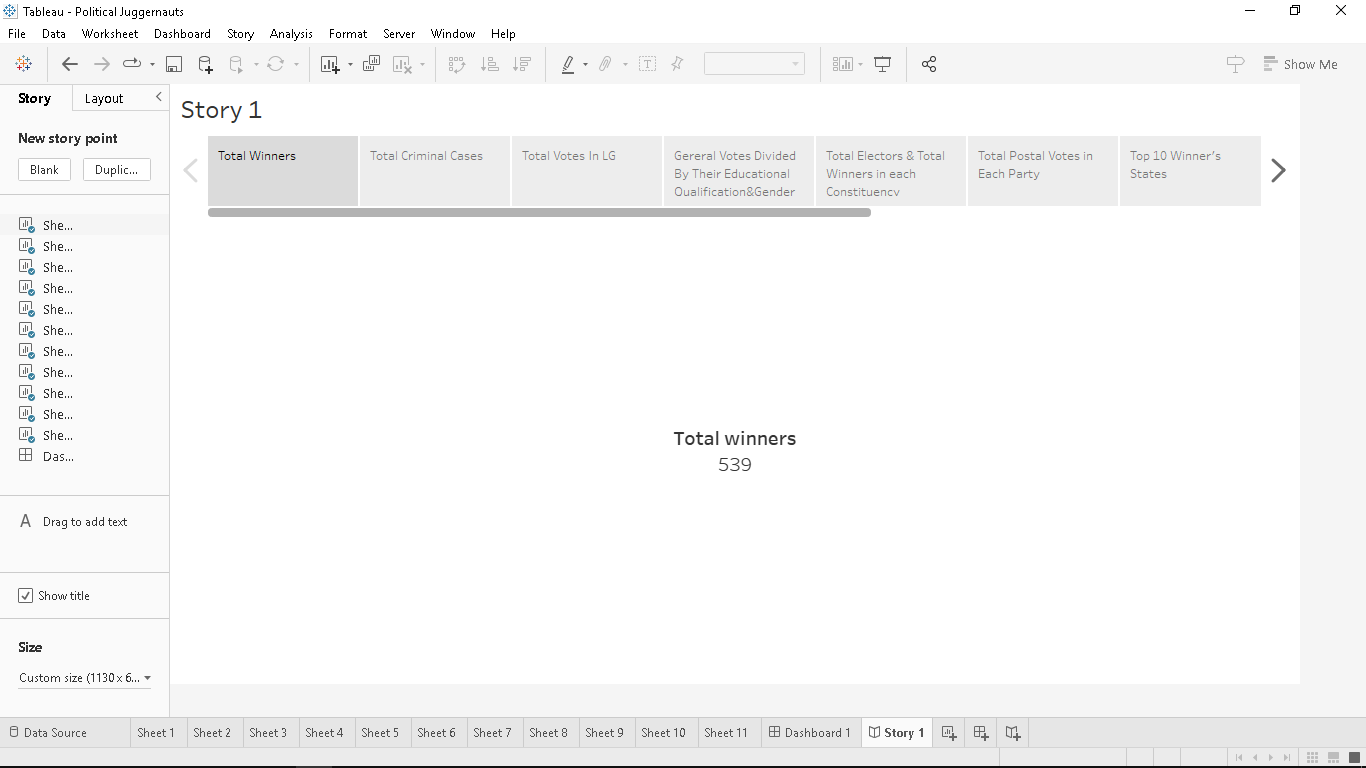 Tableau - Political Juggernauts
File Data Worksheet Dashboard Story Analysis Format Server Window Help
Show Me
Story Layout
New story point
Blank Duplic...
She...
She...
She...
She...
She...
She...
She...
She...
She...
She...
She...
Das...
A Drag to add text
Show title
Size
Custom size (1130 x 6...
Story 1
Total Winners
Total Criminal Cases
Total Votes In LG
Gereral Votes Divided
By Their Educational
Qualification&Gender
Total Electors & Total
Winners in each
Constituency
Total Postal Votes in
Each Party
Top 10 Winner's
States
Total winners
539
Data Source Sheet 1 Sheet 2 Sheet 3 Sheet 4 Sheet 5 Sheet 6 Sheet 7 Sheet 8 Sheet 9 Sheet 10 Sheet 11 Dashboard 1 Story 1